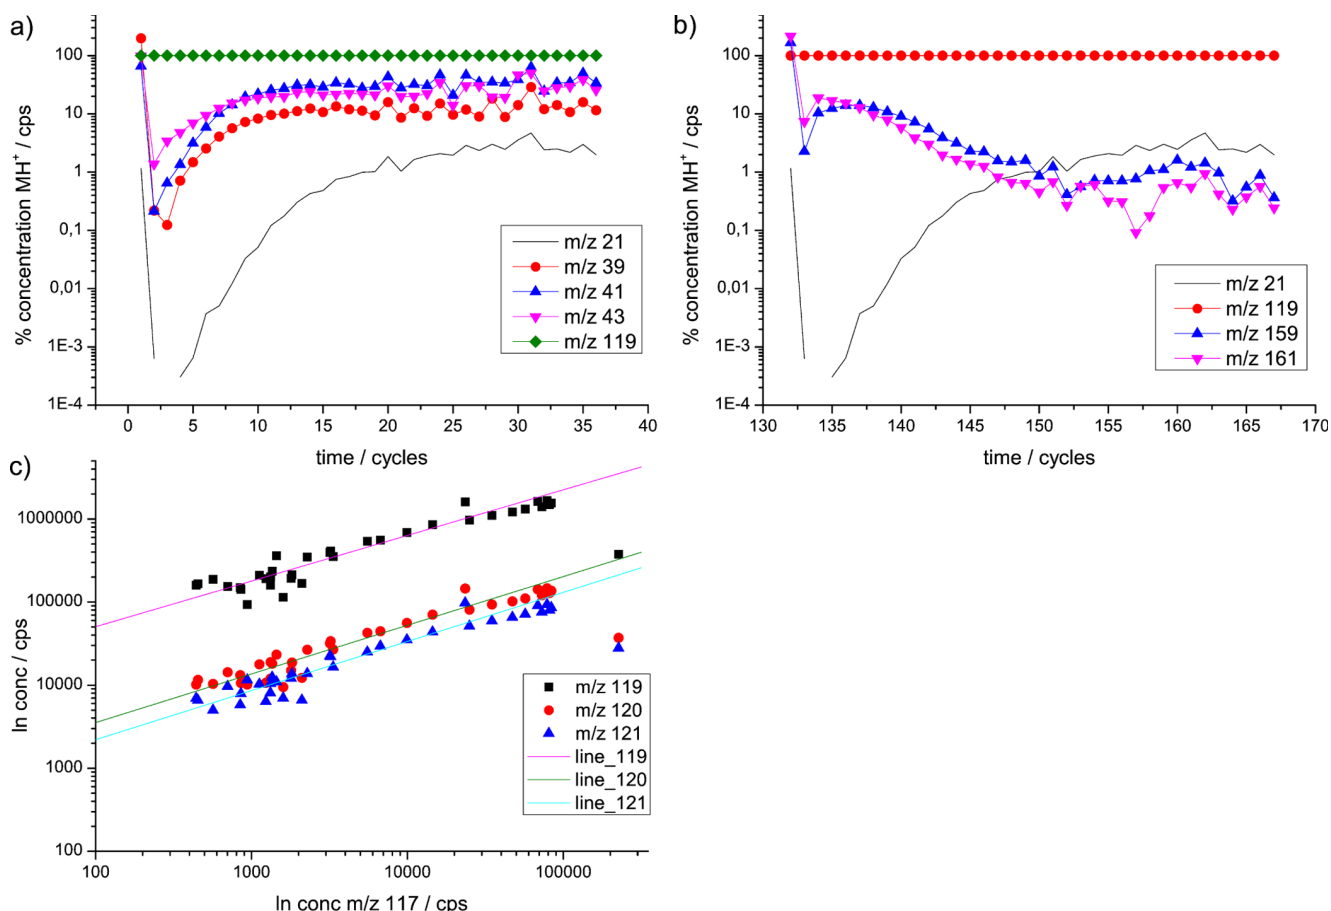 a)
% concentration MH⁺ / cps
100
10
1
0,1
0,01
1E-3
1E-4
0 5 10 15 20 25 30 35 40
time / cycles
m/z 21
m/z 39
m/z 41
m/z 43
m/z 119
b)
% concentration MH⁺ / cps
100
10
1
0,1
0,01
1E-3
1E-4
130 135 140 145 150 155 160 165 170
time / cycles
m/z 21
m/z 119
m/z 159
m/z 161
c)
ln conc / cps
1000000
100000
10000
1000
100
100 1000 10000 100000
ln conc m/z 117 / cps
m/z 119
m/z 120
m/z 121
line_119
line_120
line_121